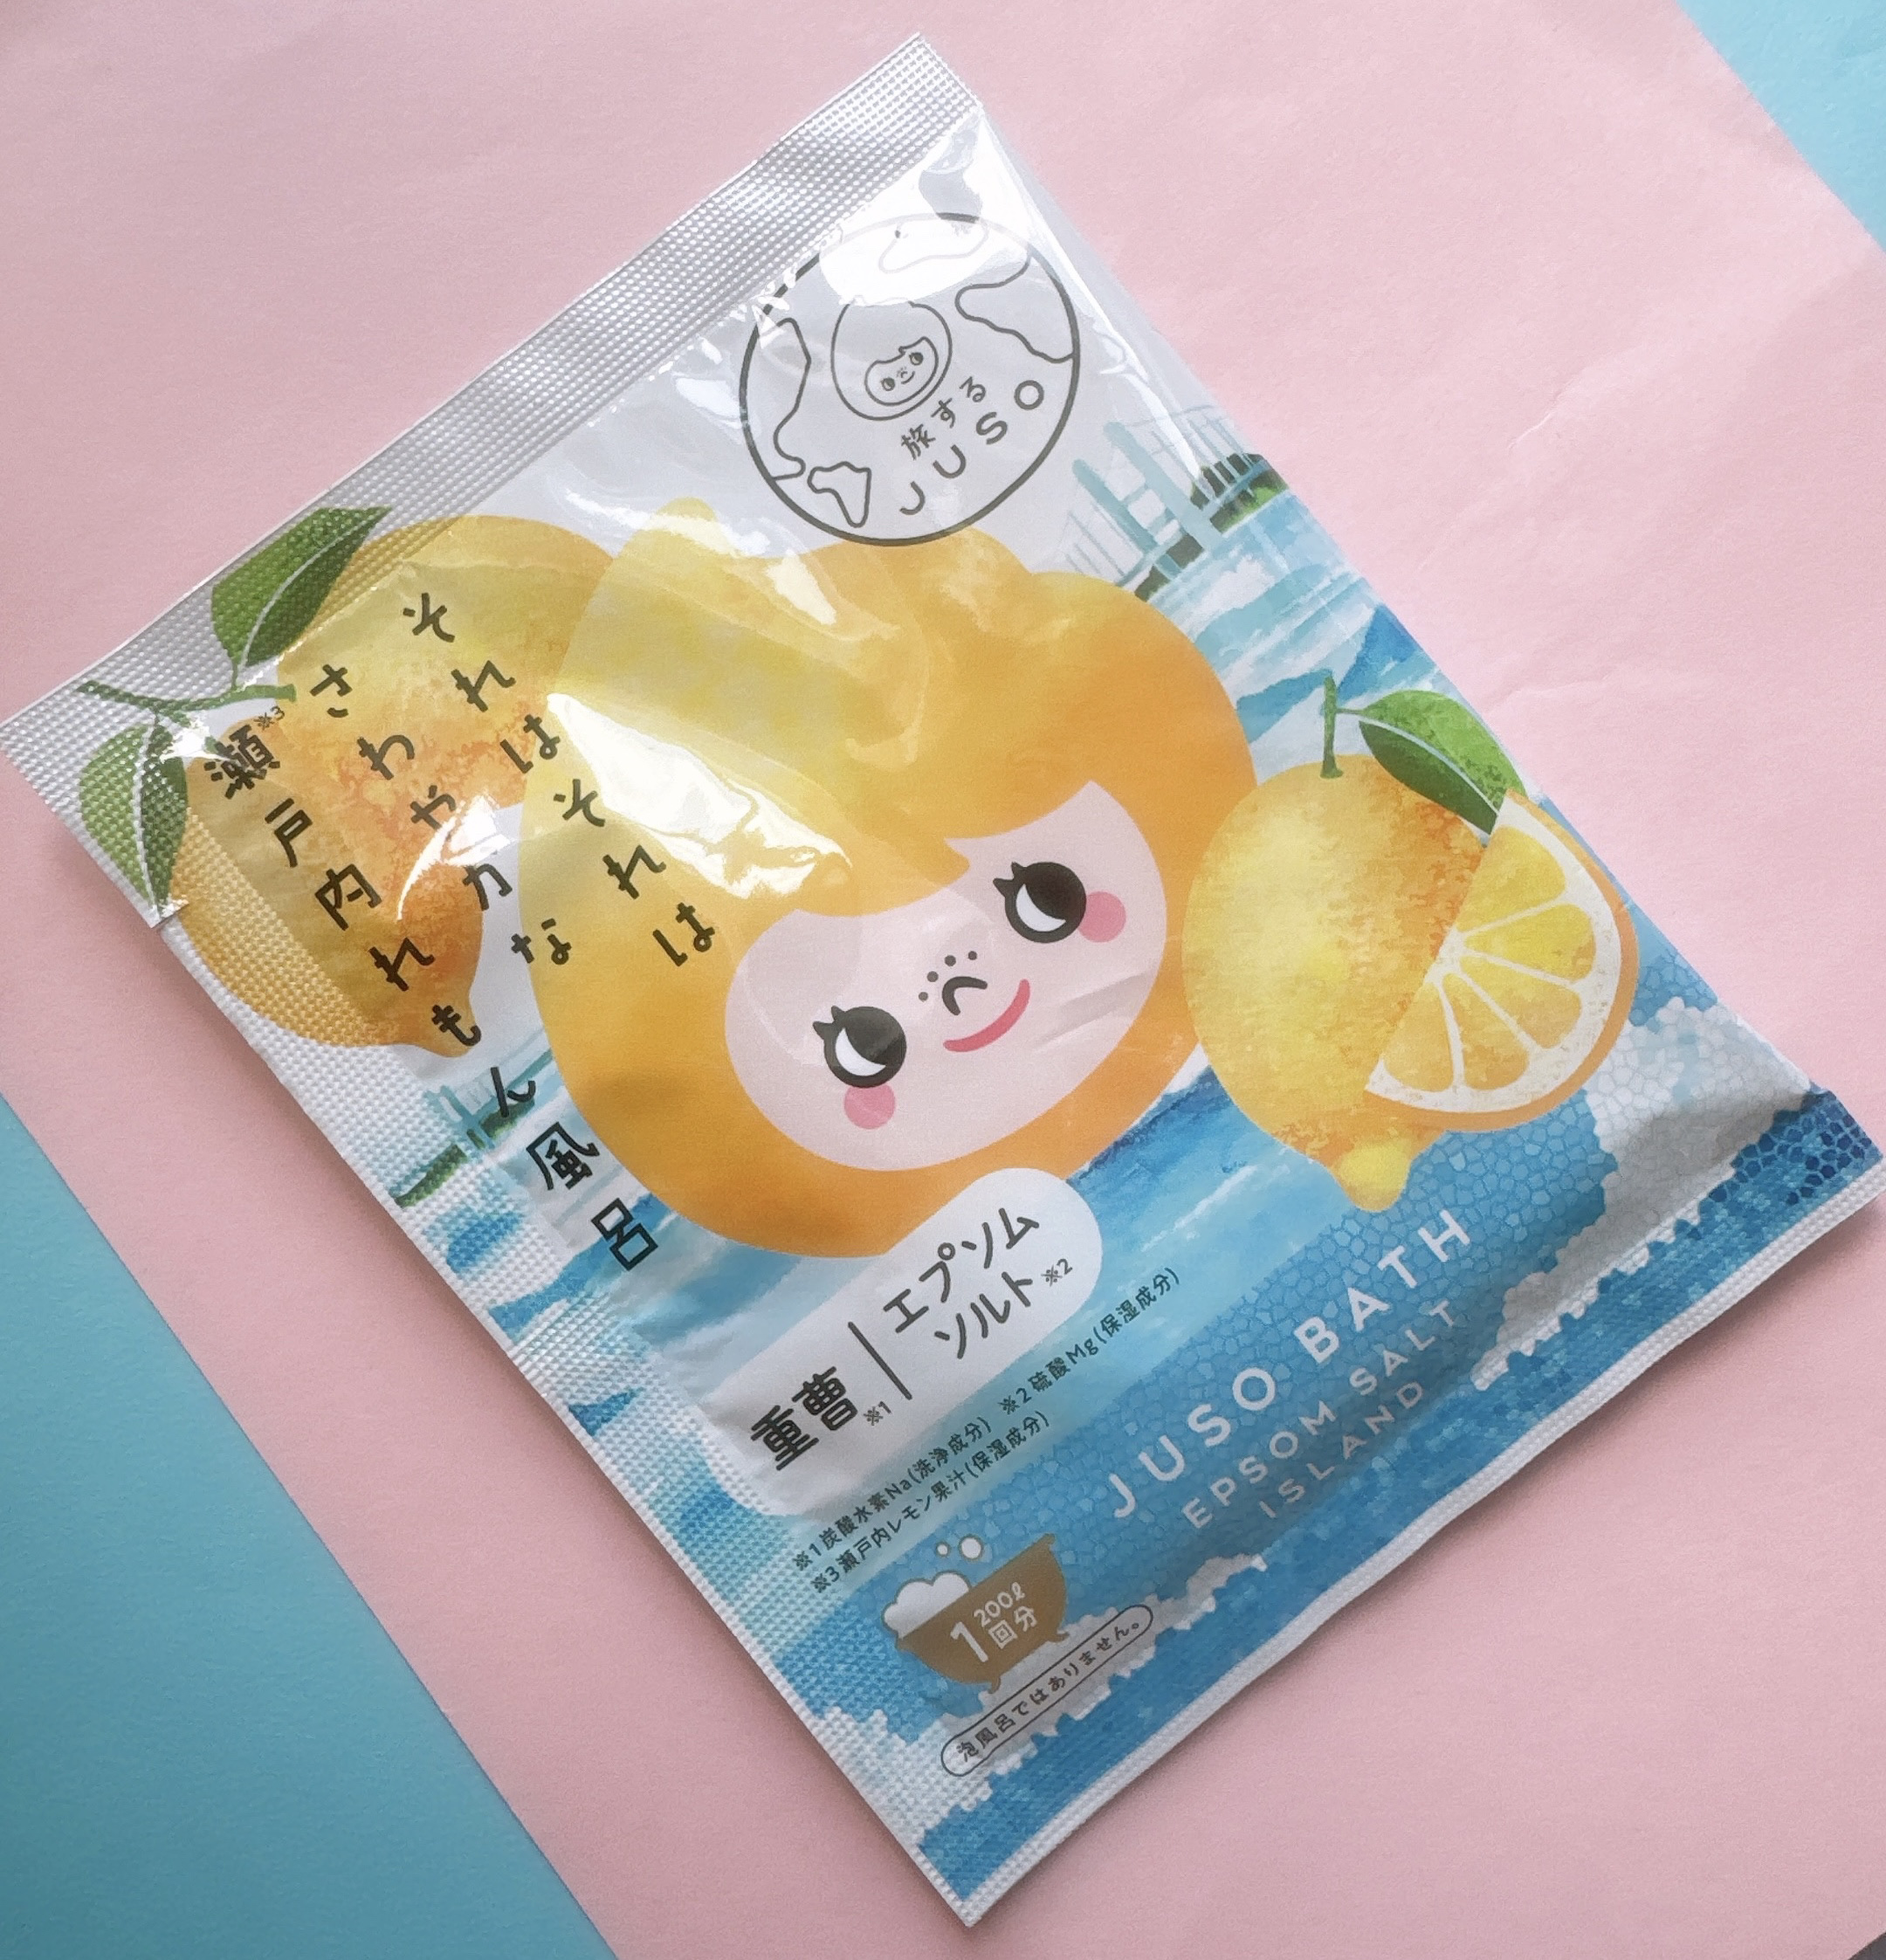 旅する
JUSO
それはそれは
さわやかな
瀬※3戸内れもん風呂
重曹※1
エプソム
ソルト※2
※1 炭酸水素Na(洗浄成分) ※2 硫酸Mg(保湿成分)
※3 瀬戸内レモン果汁(保湿成分)
JUSO BATH
EPSOM SALT
ISLAND
200ℓ
1回分
泡風呂ではありません。